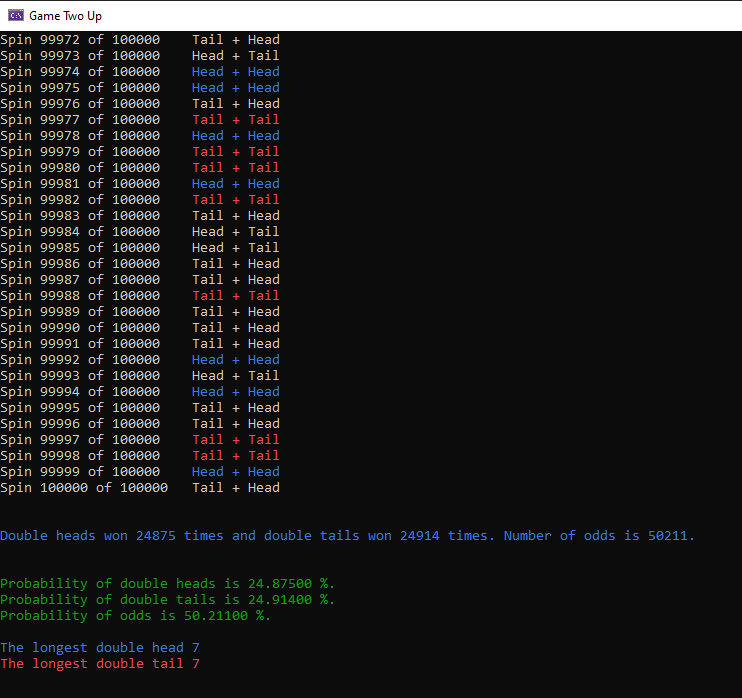 Game Two Up
Spin 99972 of 100000    Tail + Head
Spin 99973 of 100000    Head + Tail
Spin 99974 of 100000    Head + Head
Spin 99975 of 100000    Head + Head
Spin 99976 of 100000    Tail + Head
Spin 99977 of 100000    Tail + Tail
Spin 99978 of 100000    Head + Head
Spin 99979 of 100000    Tail + Tail
Spin 99980 of 100000    Tail + Tail
Spin 99981 of 100000    Head + Head
Spin 99982 of 100000    Tail + Tail
Spin 99983 of 100000    Tail + Head
Spin 99984 of 100000    Head + Tail
Spin 99985 of 100000    Head + Tail
Spin 99986 of 100000    Tail + Head
Spin 99987 of 100000    Tail + Head
Spin 99988 of 100000    Tail + Tail
Spin 99989 of 100000    Tail + Head
Spin 99990 of 100000    Tail + Head
Spin 99991 of 100000    Tail + Head
Spin 99992 of 100000    Head + Head
Spin 99993 of 100000    Head + Tail
Spin 99994 of 100000    Head + Head
Spin 99995 of 100000    Tail + Head
Spin 99996 of 100000    Tail + Head
Spin 99997 of 100000    Tail + Tail
Spin 99998 of 100000    Tail + Tail
Spin 99999 of 100000    Head + Head
Spin 100000 of 100000   Tail + Head
Double heads won 24875 times and double tails won 24914 times. Number of odds is 50211.
Probability of double heads is 24.87500 %.
Probability of double tails is 24.91400 %.
Probability of odds is 50.21100 %.
The longest double head 7
The longest double tail 7